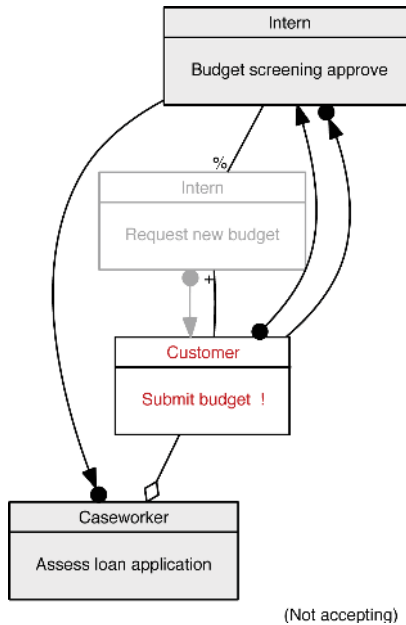 Intern
Budget screening approve
%
Intern
Request new budget
+
Customer
Submit budget !
Caseworker
Assess loan application
(Not accepting)